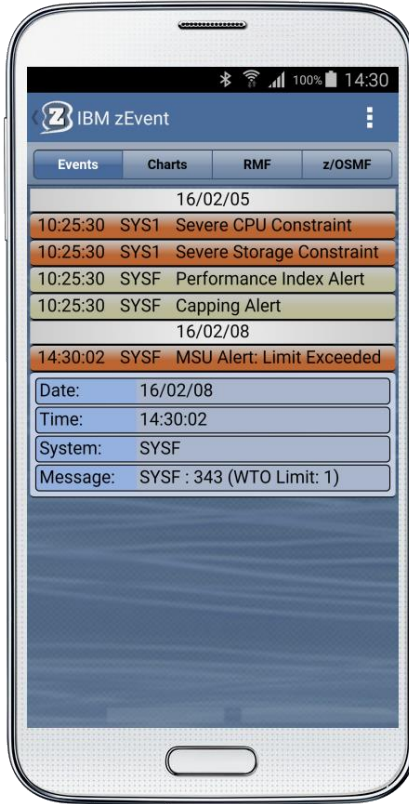 100% 14:30
Z IBM zEvent
Events Charts RMF z/OSMF
16/02/05
10:25:30 SYS1 Severe CPU Constraint
10:25:30 SYS1 Severe Storage Constraint
10:25:30 SYSF Performance Index Alert
10:25:30 SYSF Capping Alert
16/02/08
14:30:02 SYSF MSU Alert: Limit Exceeded
Date: 16/02/08
Time: 14:30:02
System: SYSF
Message: SYSF : 343 (WTO Limit: 1)